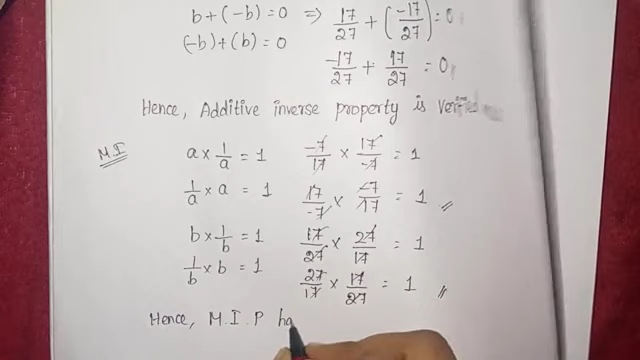 b+(-b)=0 ⇒ 17/27 + (-17/27) = 0
(-b)+(b)=0
-17/27 + 17/27 = 0
Hence, Additive inverse property is
M.I a × 1/a = 1 -7/17 × 17/-7 = 1
1/a × a = 1 17/-7 × -7/17 = 1 //
b × 1/b = 1 17/27 × 27/17 = 1
1/b × b = 1 27/17 × 17/27 = 1 //
Hence, M.I.P ha